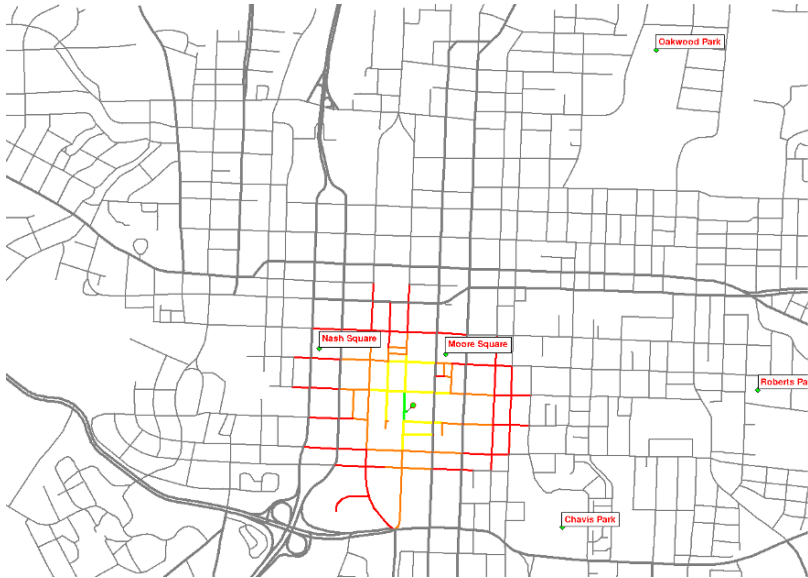 Oakwood Park
Nash Square
Moore Square
Roberts Pa
Chavis Park